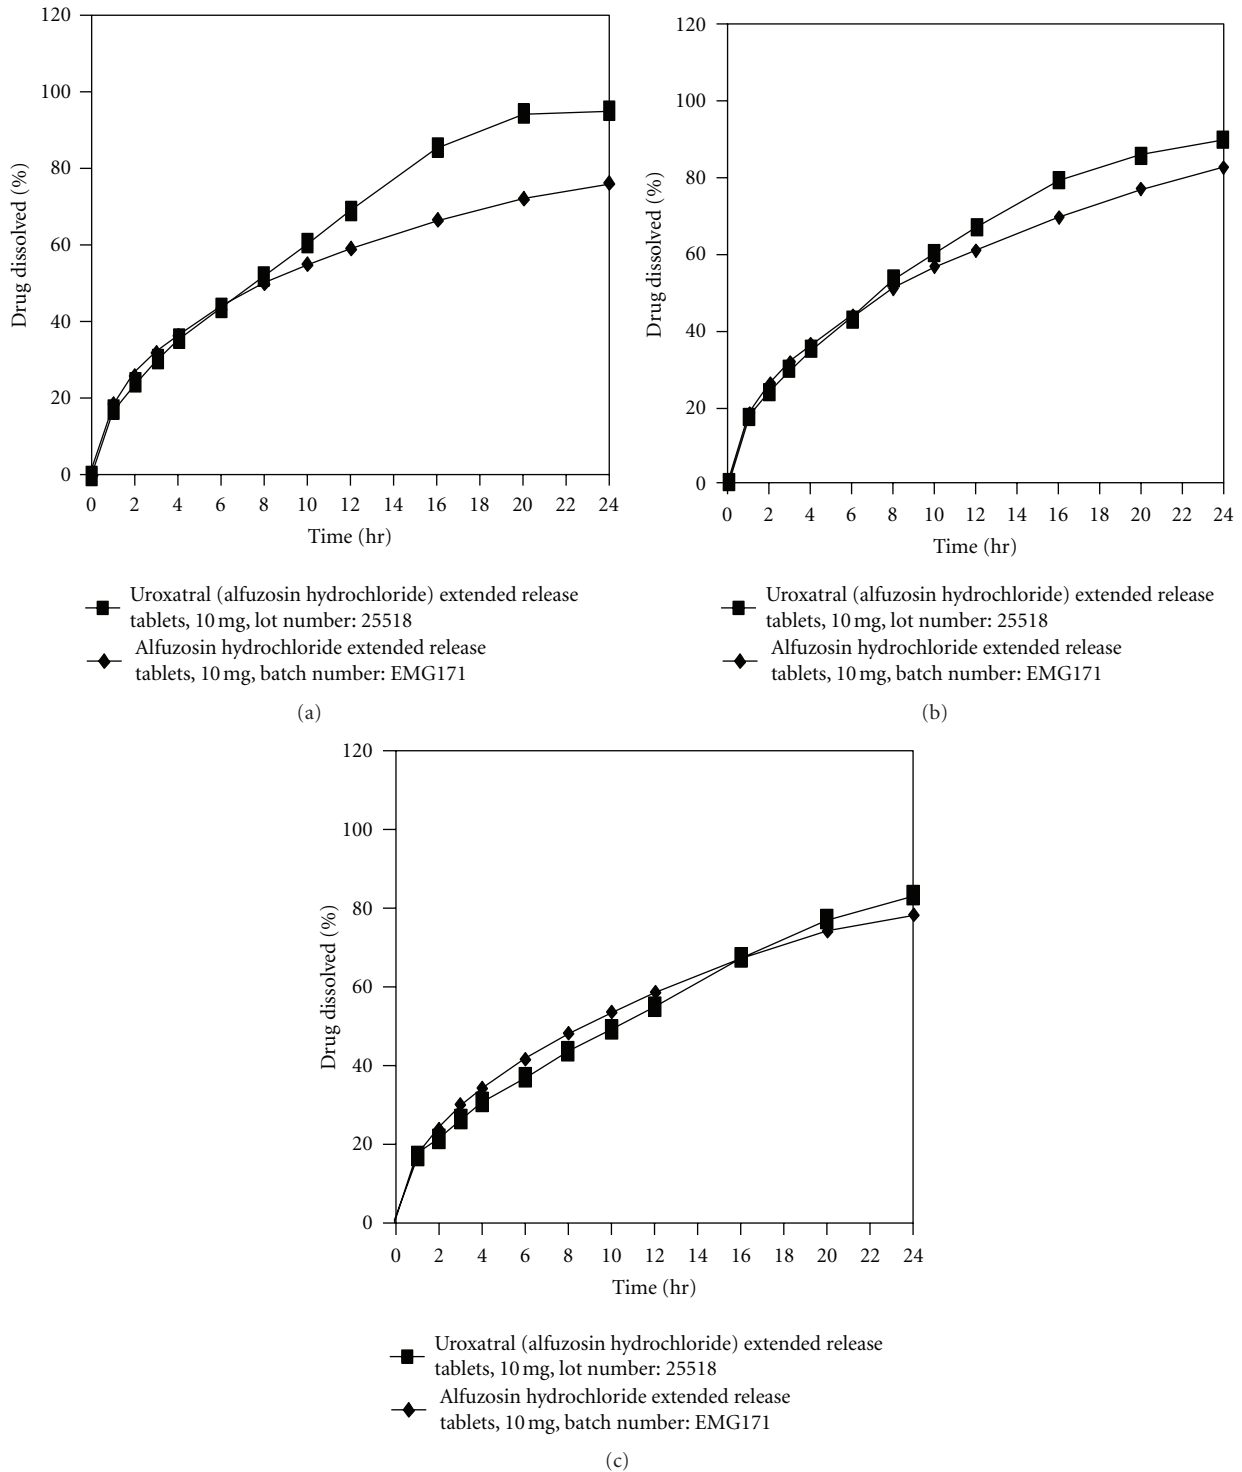 120
100
80
60
40
20
0
Drug dissolved (%)
0 2 4 6 8 10 12 14 16 18 20 22 24
Time (hr)
Uroxatral (alfuzosin hydrochloride) extended release
tablets, 10 mg, lot number: 25518
Alfuzosin hydrochloride extended release
tablets, 10 mg, batch number: EMG171
(a)
120
100
80
60
40
20
0
Drug dissolved (%)
0 2 4 6 8 10 12 14 16 18 20 22 24
Time (hr)
Uroxatral (alfuzosin hydrochloride) extended release
tablets, 10 mg, lot number: 25518
Alfuzosin hydrochloride extended release
tablets, 10 mg, batch number: EMG171
(b)
120
100
80
60
40
20
0
Drug dissolved (%)
0 2 4 6 8 10 12 14 16 18 20 22 24
Time (hr)
Uroxatral (alfuzosin hydrochloride) extended release
tablets, 10 mg, lot number: 25518
Alfuzosin hydrochloride extended release
tablets, 10 mg, batch number: EMG171
(c)